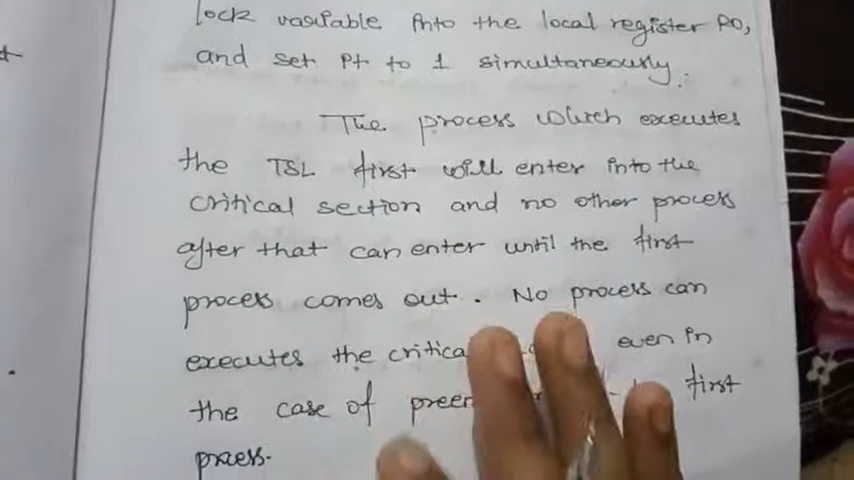 lock variable into the local register R0,
and set it to 1 simultaneously.
The process which executes
the TSL first will enter into the
critical section and no other process
after that can enter until the first
process comes out. No process can
executes the critica even in
the case of preem first
process.